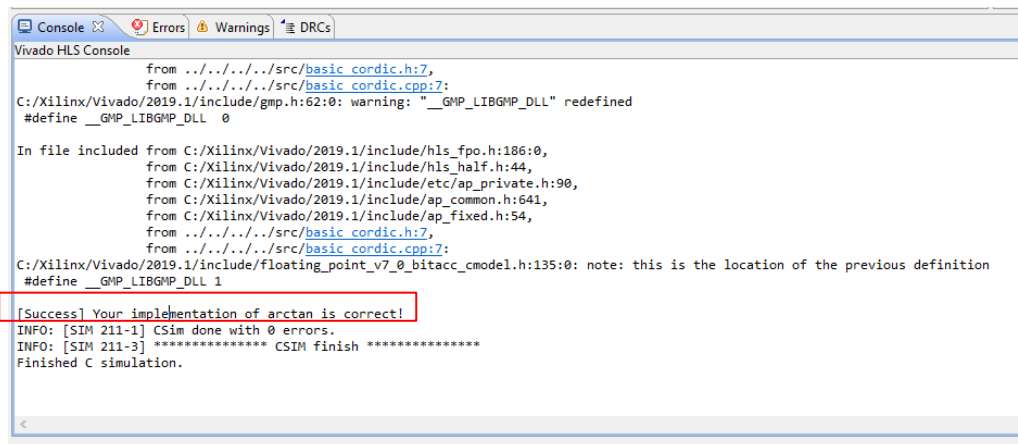 Console Errors Warnings DRCs
Vivado HLS Console
from ../../../../src/basic_cordic.h:7,
from ../../../../src/basic_cordic.cpp:7:
C:/Xilinx/Vivado/2019.1/include/gmp.h:62:0: warning: "__GMP_LIBGMP_DLL" redefined
#define __GMP_LIBGMP_DLL 0
In file included from C:/Xilinx/Vivado/2019.1/include/hls_fpo.h:186:0,
from C:/Xilinx/Vivado/2019.1/include/hls_half.h:44,
from C:/Xilinx/Vivado/2019.1/include/etc/ap_private.h:90,
from C:/Xilinx/Vivado/2019.1/include/ap_common.h:641,
from C:/Xilinx/Vivado/2019.1/include/ap_fixed.h:54,
from ../../../../src/basic_cordic.h:7,
from ../../../../src/basic_cordic.cpp:7:
C:/Xilinx/Vivado/2019.1/include/floating_point_v7_0_bitacc_cmodel.h:135:0: note: this is the location of the previous definition
#define __GMP_LIBGMP_DLL 1
[Success] Your implementation of arctan is correct!
INFO: [SIM 211-1] CSim done with 0 errors.
INFO: [SIM 211-3] *************** CSIM finish ***************
Finished C simulation.